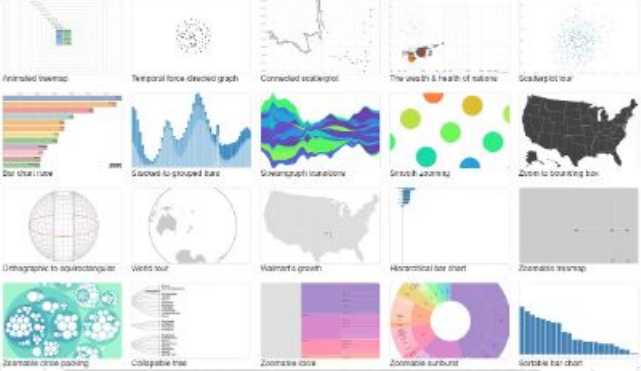 Animated treemap
Temporal force-directed graph
Connected scatterplot
The wealth & health of nations
Scatterplot tour
Bar chart race
Stacked-to-grouped bars
Streamgraph transitions
Smooth zooming
Zoom to bounding box
Orthographic to equirectangular
World tour
Walmart's growth
Hierarchical bar chart
Zoomable treemap
Zoomable circle packing
Collapsible tree
Zoomable icicle
Zoomable sunburst
Sortable bar chart